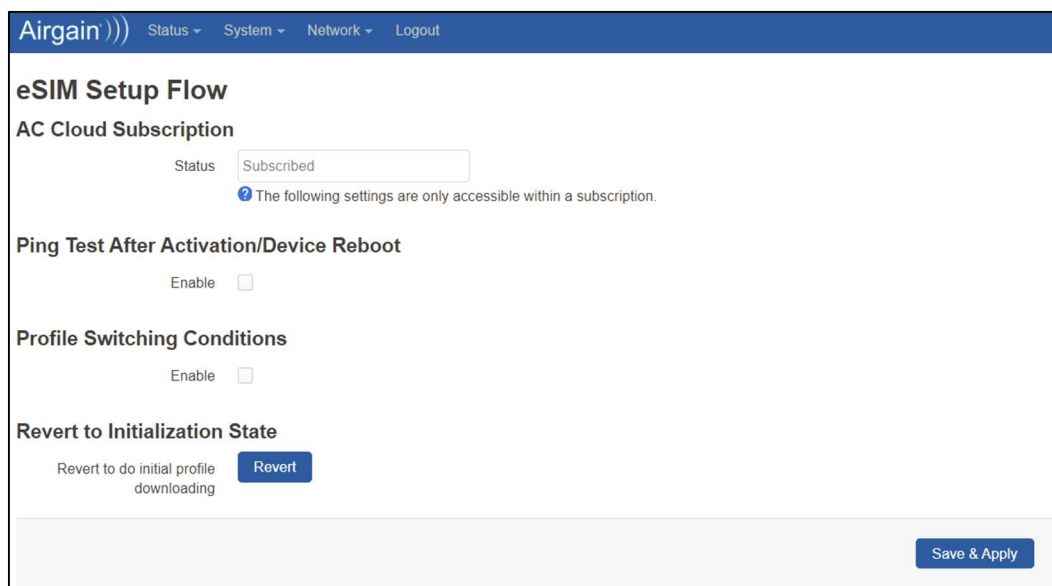 Airgain))) Status System Network Logout
eSIM Setup Flow
AC Cloud Subscription
Status Subscribed
? The following settings are only accessible within a subscription.
Ping Test After Activation/Device Reboot
Enable
Profile Switching Conditions
Enable
Revert to Initialization State
Revert to do initial profile Revert
downloading
Save & Apply